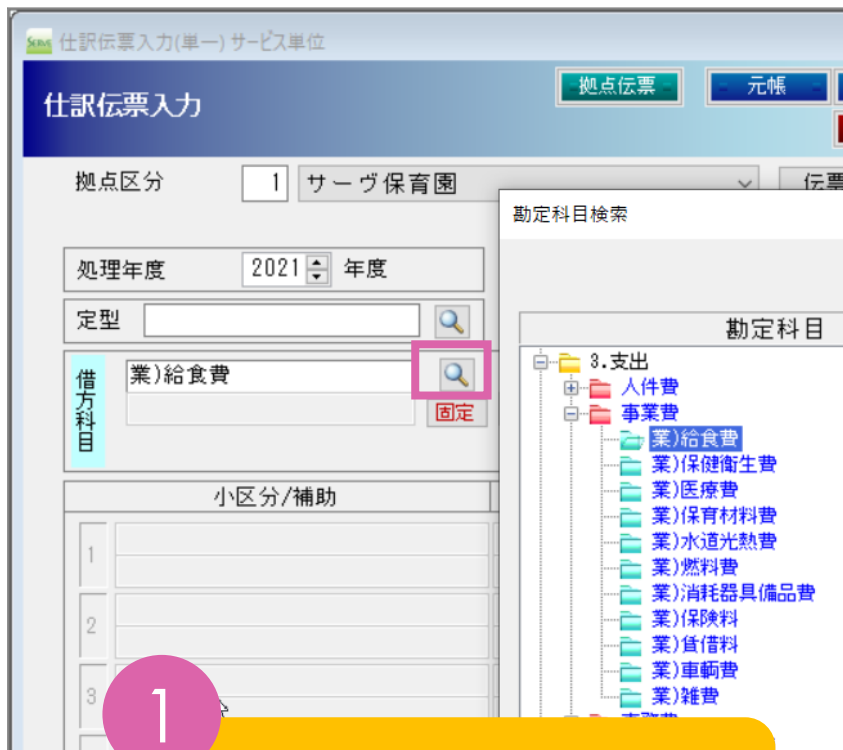 SERVE 仕訳伝票入力(単一) サービス単位
仕訳伝票入力
拠点伝票
元帳
拠点区分
1
サーヴ保育園
伝票
勘定科目検索
処理年度
2021
年度
定型
借方科目
業)給食費
固定
小区分/補助
1
2
3
勘定科目
3.支出
人件費
事業費
業)給食費
業)保健衛生費
業)医療費
業)保育材料費
業)水道光熱費
業)燃料費
業)消耗器具備品費
業)保険料
業)賃借料
業)車輌費
業)雑費
1